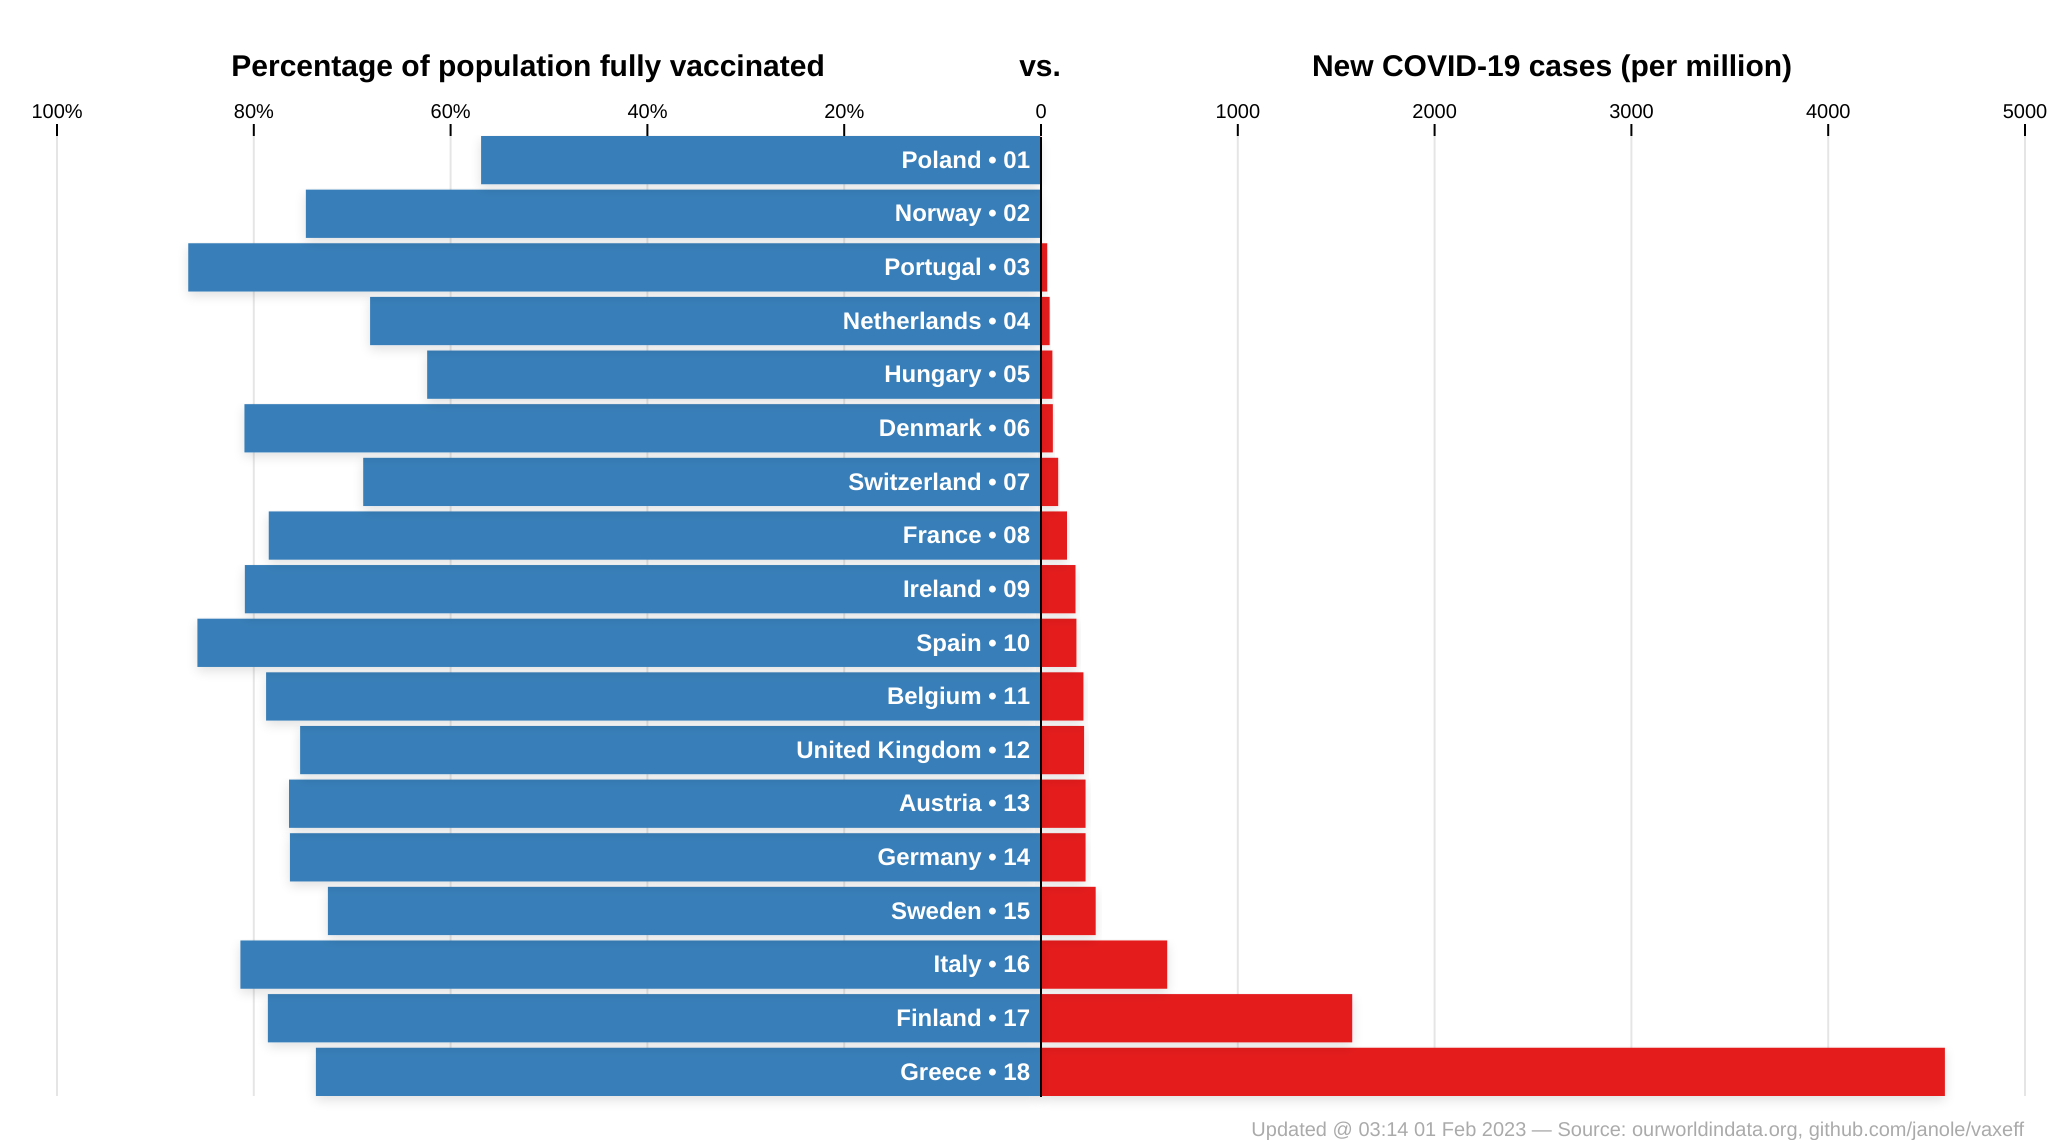 Percentage of population fully vaccinated vs. New COVID-19 cases (per million)
100% 80% 60% 40% 20% 0 1000 2000 3000 4000 5000
Poland • 01
Norway • 02
Portugal • 03
Netherlands • 04
Hungary • 05
Denmark • 06
Switzerland • 07
France • 08
Ireland • 09
Spain • 10
Belgium • 11
United Kingdom • 12
Austria • 13
Germany • 14
Sweden • 15
Italy • 16
Finland • 17
Greece • 18
Updated @ 03:14 01 Feb 2023 — Source: ourworldindata.org, github.com/janole/vaxeff